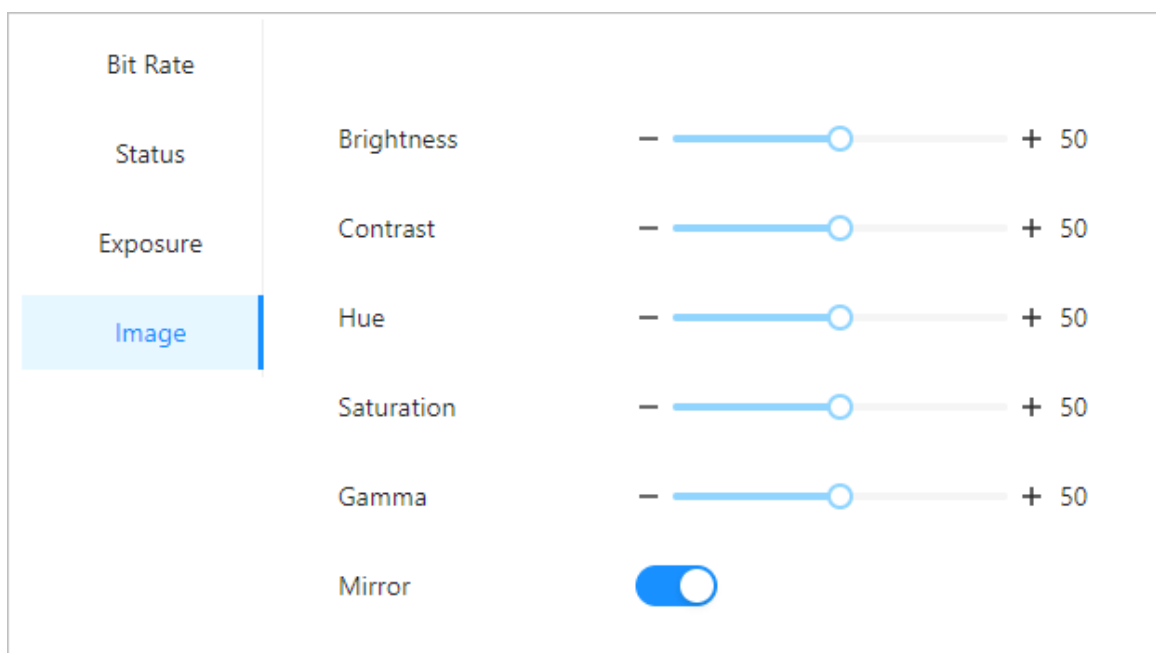 Bit Rate
Status
Exposure
Image
Brightness − + 50
Contrast − + 50
Hue − + 50
Saturation − + 50
Gamma − + 50
Mirror